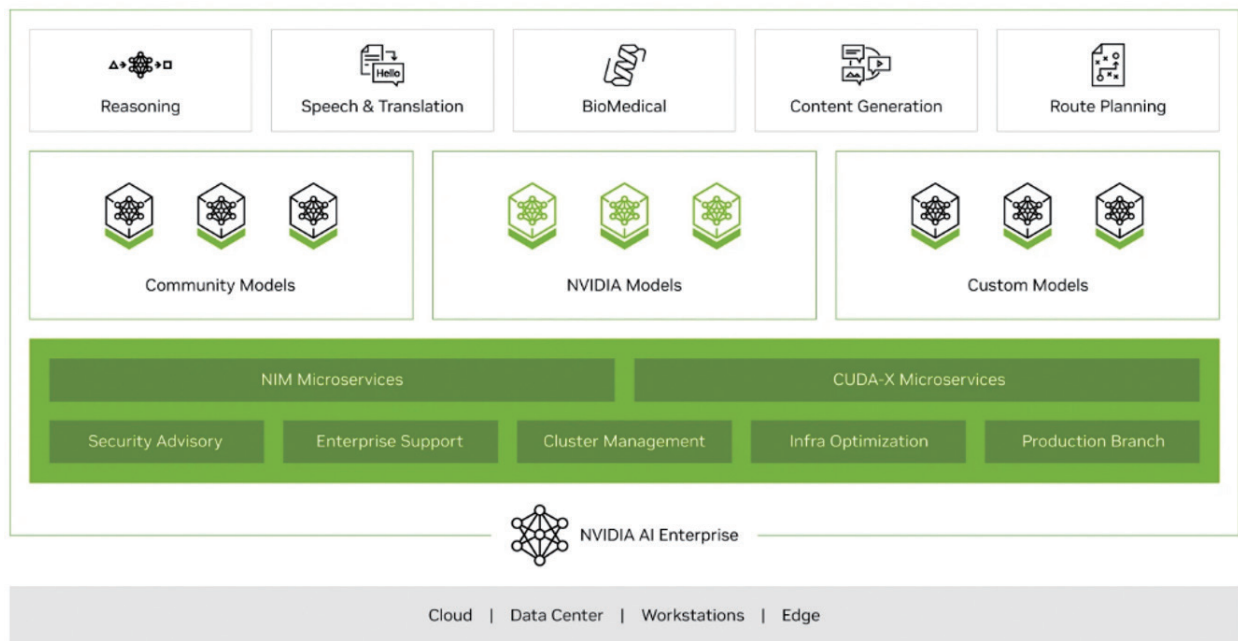 Hello
Reasoning
Speech & Translation
BioMedical
Content Generation
Route Planning
Community Models
NVIDIA Models
Custom Models
NIM Microservices
CUDA-X Microservices
Security Advisory
Enterprise Support
Cluster Management
Infra Optimization
Production Branch
NVIDIA AI Enterprise
Cloud | Data Center | Workstations | Edge